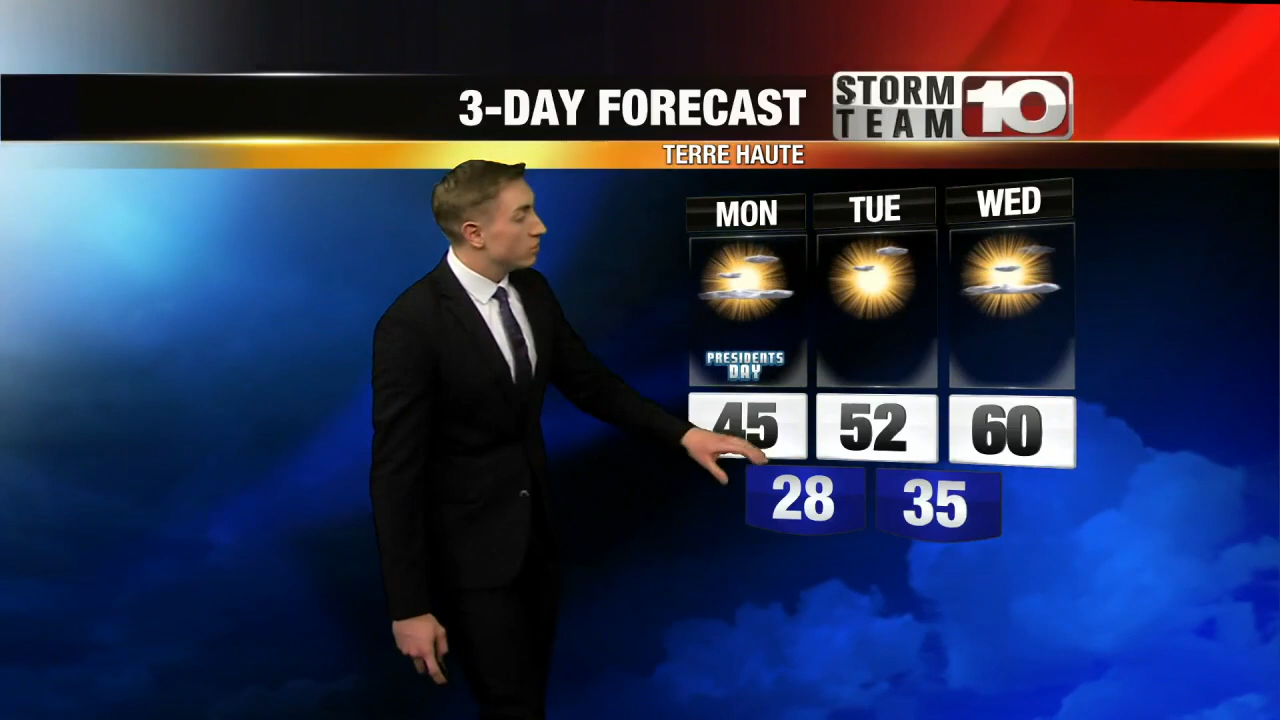 3-DAY FORECAST
STORM
TEAM
10
TERRE HAUTE
MON
TUE
WED
PRESIDENTS
DAY
45
52
60
28
35